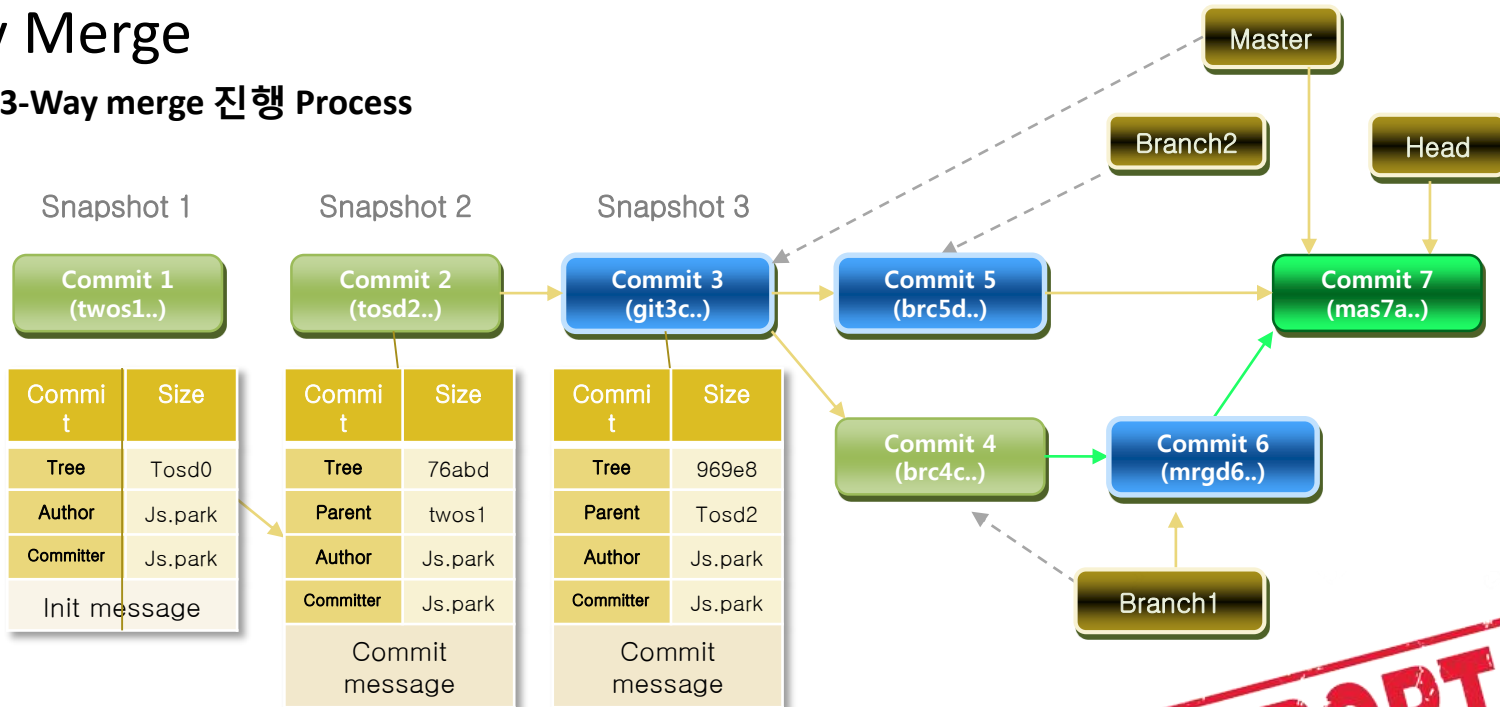 y Merge
3-Way merge 진행 Process
Master
Branch2
Head
Snapshot 1
Snapshot 2
Snapshot 3
Commit 1
(twos1..)
Commit 2
(tosd2..)
Commit 3
(git3c..)
Commit 5
(brc5d..)
Commit 7
(mas7a..)
Commit 4
(brc4c..)
Commit 6
(mrgd6..)
Branch1
Commi
t
Size
Tree
Tosd0
Author
Js.park
Committer
Js.park
Init message
Commi
t
Size
Tree
76abd
Parent
twos1
Author
Js.park
Committer
Js.park
Commit
message
Commi
t
Size
Tree
969e8
Parent
Tosd2
Author
Js.park
Committer
Js.park
Commit
message